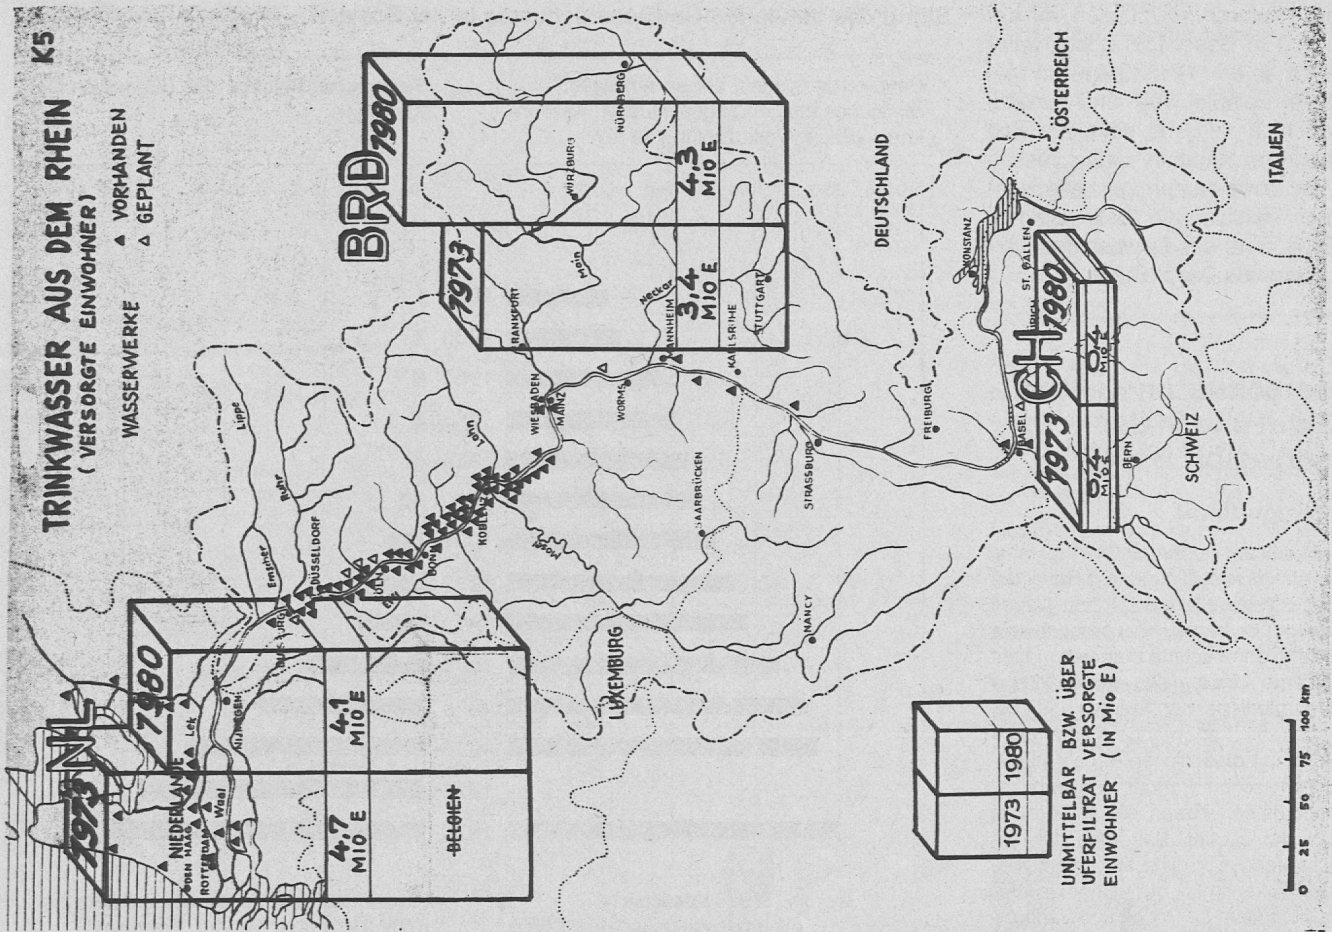 TRINKWASSER AUS DEM RHEIN K5
(VERSORGTE EINWOHNER)
WASSERWERKE ▲ VORHANDEN
△ GEPLANT
NL
1973
1980
4,7
MIO E
4,1
MIO E
BRD
1973
1980
3,4
MIO E
4,3
MIO E
CH
1973
1980
0,4
MIO E
0,4
MIO E
NIEDERLANDE
DEN HAAG
ROTTERDAM
Lek
Waal
NIJMEGEN
BELGIEN
LUXEMBURG
DEUTSCHLAND
ÖSTERREICH
ITALIEN
SCHWEIZ
LIPPE
Emscher
Ruhr
DÜSSELDORF
BONN
Lahn
Mosel
WIESBADEN
MAINZ
FRANKFURT
Main
WÜRZBURG
NÜRNBERG
WORMS
Neckar
KARLSRUHE
STUTTGART
SAARBRÜCKEN
STRASSBURG
NANCY
FREIBURG
BASEL
BERN
KONSTANZ
ST. GALLEN
1973
1980
UNMITTELBAR BZW. ÜBER
UFERFILTRAT VERSORGTE
EINWOHNER (IN Mio E)
0 25 50 75 100 km